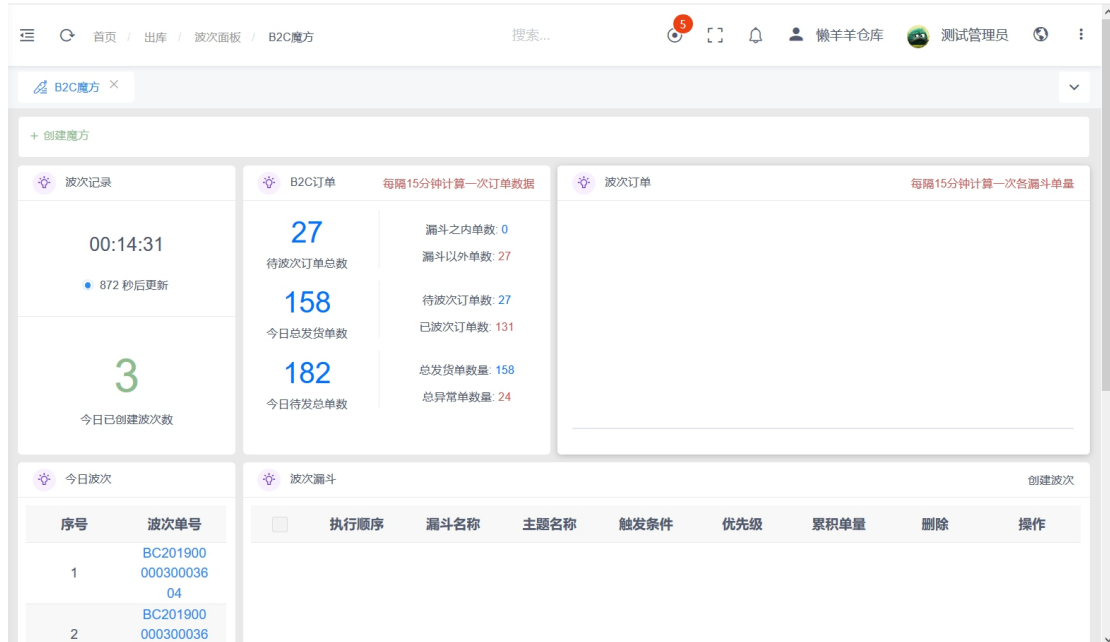 首页 / 出库 / 波次面板 / B2C魔方
搜索...
5
懒羊羊仓库
测试管理员
B2C魔方
+ 创建魔方
波次记录
00:14:31
872 秒后更新
3
今日已创建波次数
B2C订单
每隔15分钟计算一次订单数据
27
待波次订单总数
漏斗之内单数: 0
漏斗以外单数: 27
158
今日总发货单数
待波次订单数: 27
已波次订单数: 131
182
今日待发总单数
总发货单数量: 158
总异常单数量: 24
波次订单
每隔15分钟计算一次各漏斗单量
今日波次
序号 波次单号
1
BC201900
000300036
04
2
BC201900
000300036
波次漏斗
创建波次
执行顺序 漏斗名称 主题名称 触发条件 优先级 累积单量 删除 操作